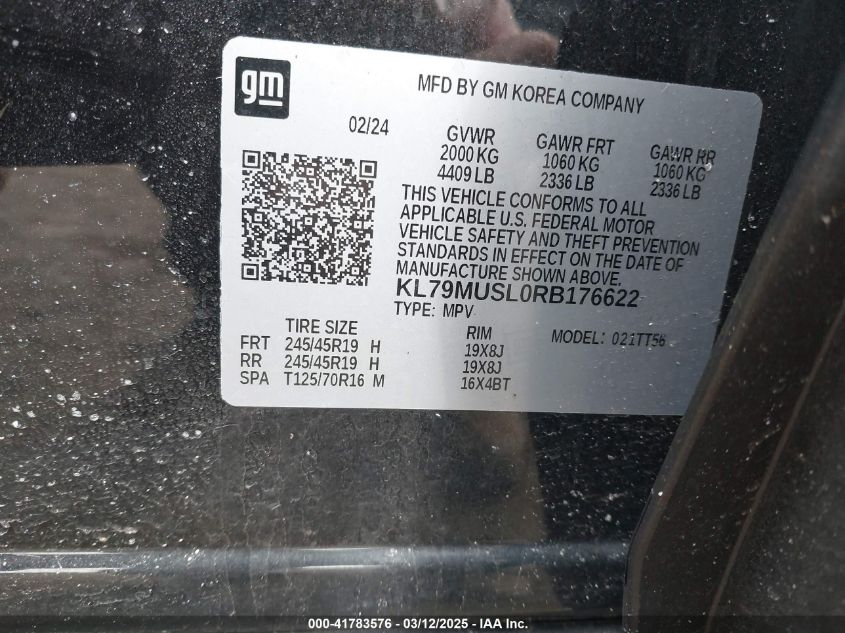 gm
MFD BY GM KOREA COMPANY
02/24
GVWR GAWR FRT GAWR RR
2000 KG 1060 KG 1060 KG
4409 LB 2336 LB 2336 LB
THIS VEHICLE CONFORMS TO ALL
APPLICABLE U.S. FEDERAL MOTOR
VEHICLE SAFETY AND THEFT PREVENTION
STANDARDS IN EFFECT ON THE DATE OF
MANUFACTURE SHOWN ABOVE.
KL79MUSL0RB176622
TYPE: MPV
TIRE SIZE RIM MODEL: 021TT56
FRT 245/45R19 H 19X8J
RR 245/45R19 H 19X8J
SPA T125/70R16 M 16X4BT
000-41783576 - 03/12/2025 - IAA Inc.